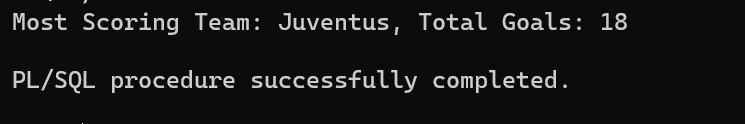 Most Scoring Team: Juventus, Total Goals: 18
PL/SQL procedure successfully completed.